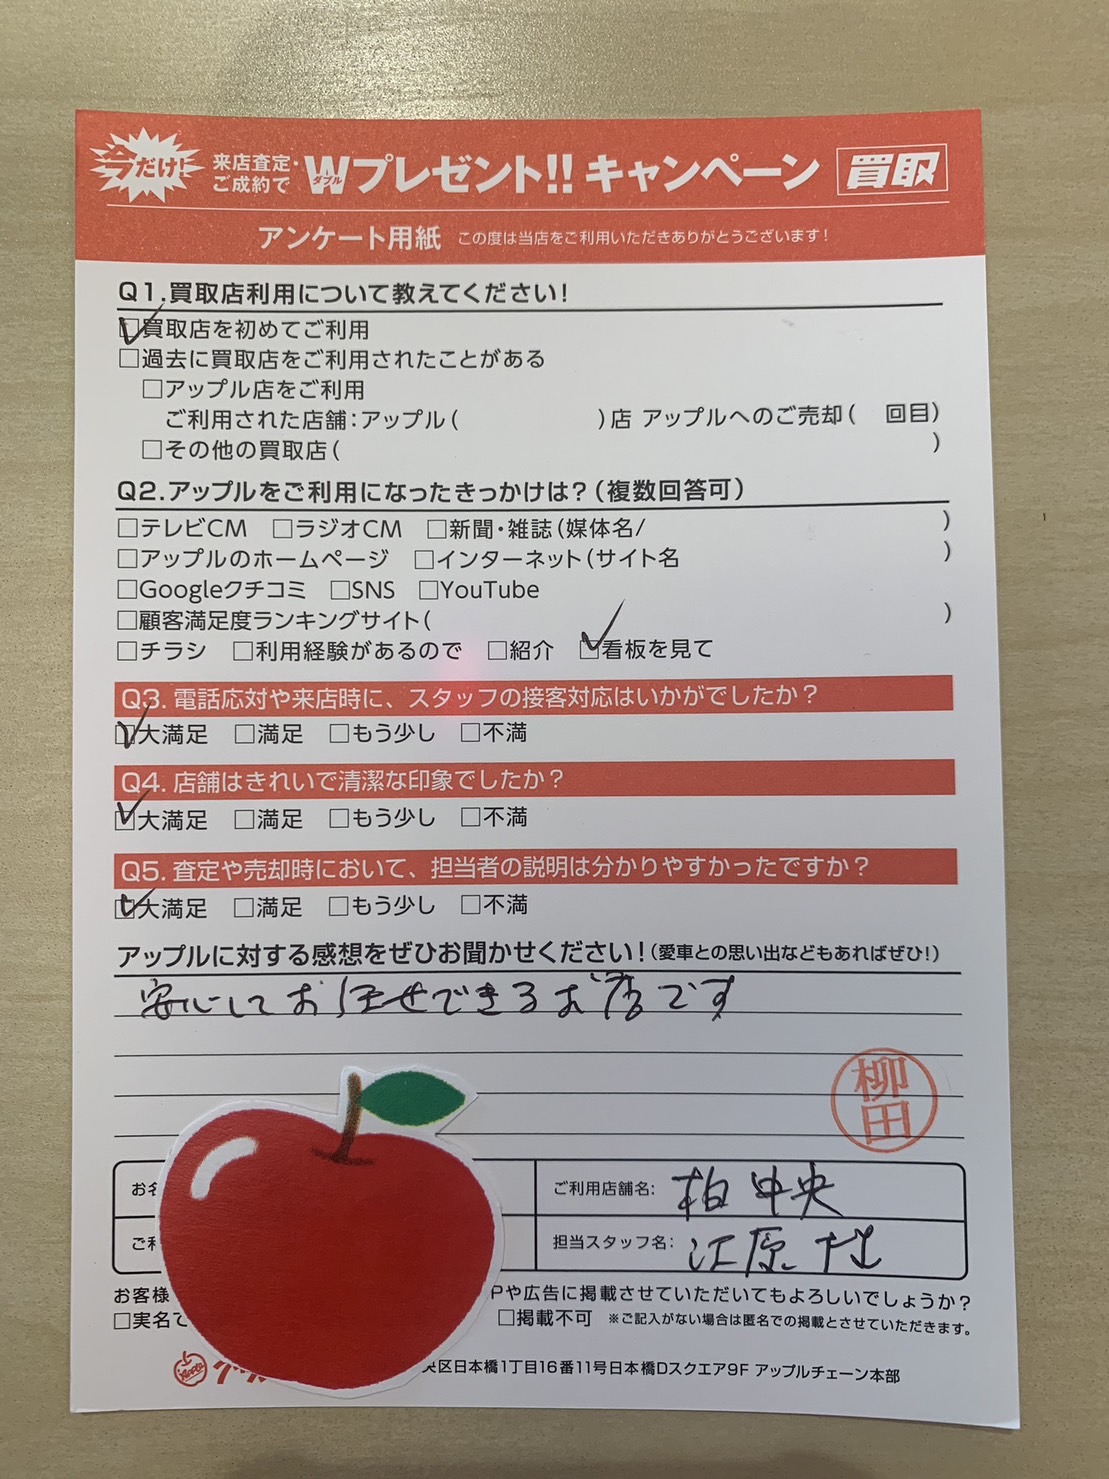 今だけ! 来店査定・ご成約で Wダブルプレゼント!! キャンペーン 買取
アンケート用紙 この度は当店をご利用いただきありがとうございます!
Q1.買取店利用について教えてください!
□買取店を初めてご利用
□過去に買取店をご利用されたことがある
□アップル店をご利用
ご利用された店舗:アップル( )店 アップルへのご売却( 回目)
□その他の買取店( )
Q2.アップルをご利用になったきっかけは?(複数回答可)
□テレビCM □ラジオCM □新聞・雑誌(媒体名/ )
□アップルのホームページ □インターネット(サイト名 )
□Googleクチコミ □SNS □YouTube
□顧客満足度ランキングサイト( )
□チラシ □利用経験があるので □紹介 □看板を見て
Q3. 電話応対や来店時に、スタッフの接客対応はいかがでしたか?
□大満足 □満足 □もう少し □不満
Q4. 店舗はきれいで清潔な印象でしたか?
□大満足 □満足 □もう少し □不満
Q5. 査定や売却時において、担当者の説明は分かりやすかったですか?
□大満足 □満足 □もう少し □不満
アップルに対する感想をぜひお聞かせください!(愛車との思い出などもあればぜひ!)
安心してお任せできるお店です
柳田
お名 ご利用店舗名: 柏中央
ご利 担当スタッフ名: 江原
お客様 Pや広告に掲載させていただいてもよろしいでしょうか?
□実名で □掲載不可 ※ご記入がない場合は匿名での掲載とさせていただきます。
央区日本橋1丁目16番11号日本橋Dスクエア9F アップルチェーン本部